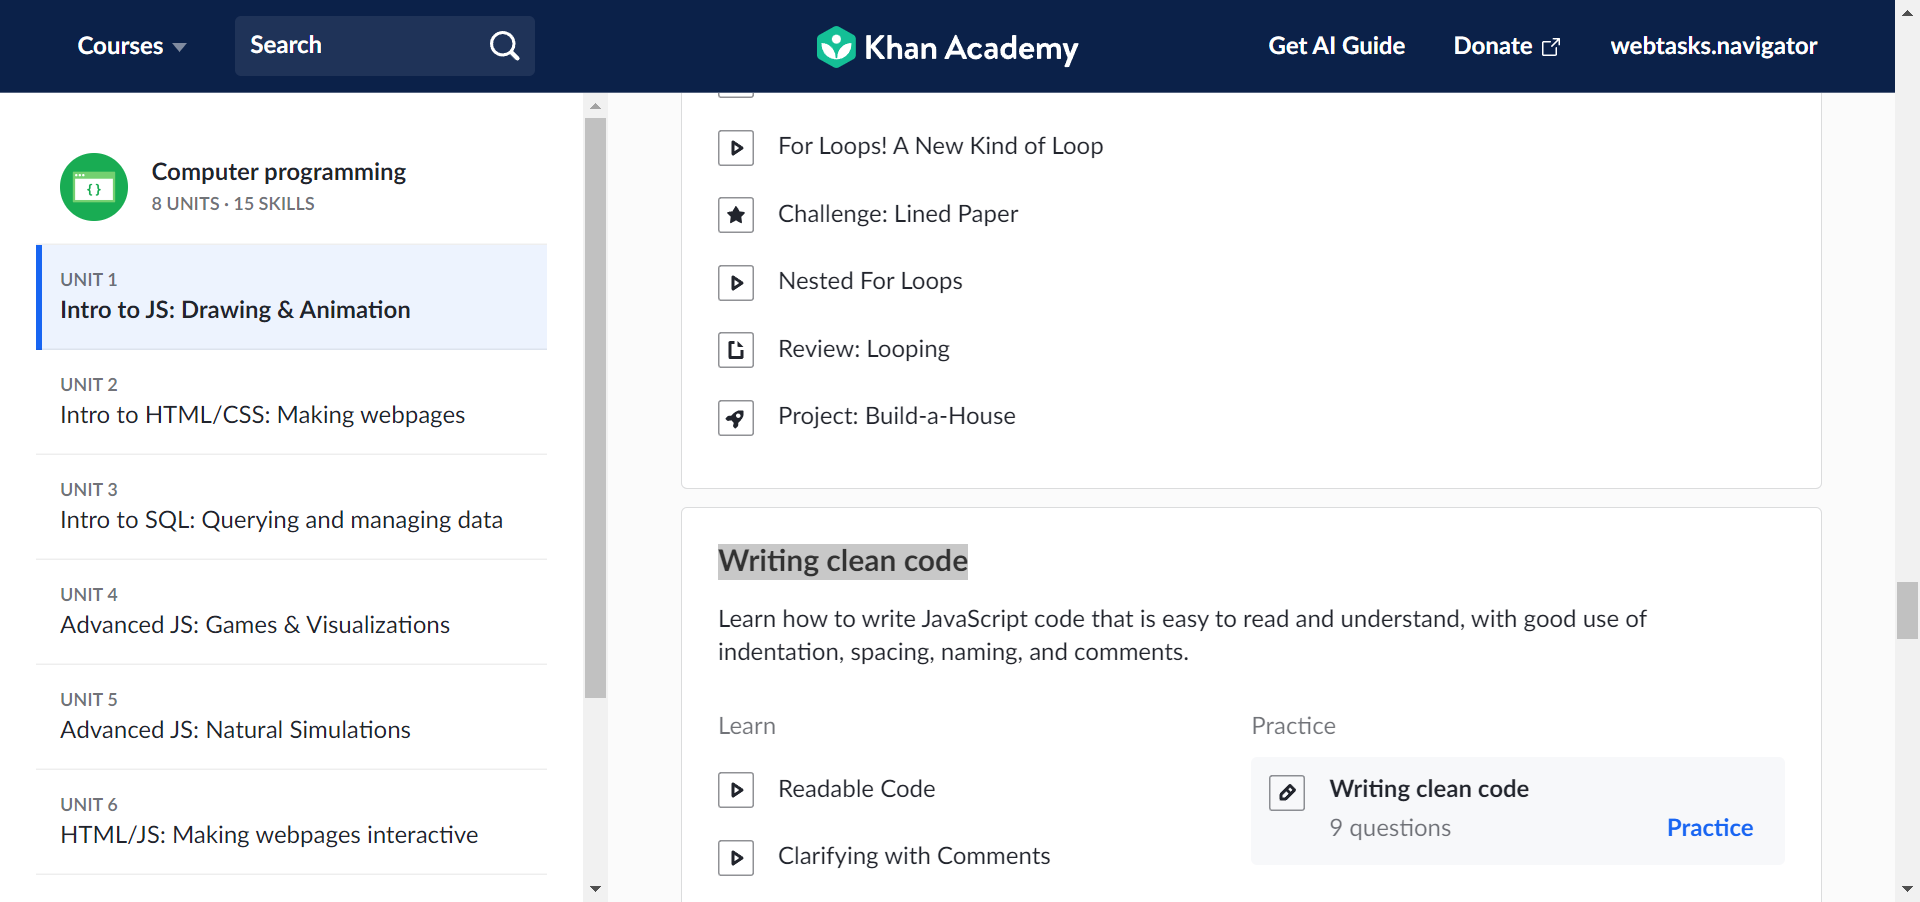 Courses
Search
Khan Academy
Get AI Guide
Donate
webtasks.navigator
Computer programming
8 UNITS · 15 SKILLS
UNIT 1
Intro to JS: Drawing & Animation
UNIT 2
Intro to HTML/CSS: Making webpages
UNIT 3
Intro to SQL: Querying and managing data
UNIT 4
Advanced JS: Games & Visualizations
UNIT 5
Advanced JS: Natural Simulations
UNIT 6
HTML/JS: Making webpages interactive
For Loops! A New Kind of Loop
Challenge: Lined Paper
Nested For Loops
Review: Looping
Project: Build-a-House
Writing clean code
Learn how to write JavaScript code that is easy to read and understand, with good use of
indentation, spacing, naming, and comments.
Learn
Readable Code
Clarifying with Comments
Practice
Writing clean code
9 questions
Practice